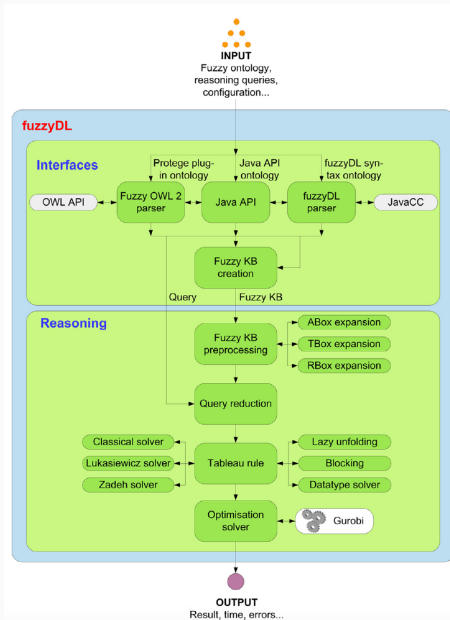 INPUT
Fuzzy ontology,
reasoning queries,
configuration...
fuzzyDL
Interfaces
Protege plug-
in ontology
Java API
ontology
fuzzyDL syn-
tax ontology
OWL API
Fuzzy OWL 2
parser
Java API
fuzzyDL
parser
JavaCC
Fuzzy KB
creation
Query
Fuzzy KB
Reasoning
Fuzzy KB
preprocessing
ABox expansion
TBox expansion
RBox expansion
Query reduction
Classical solver
Lukasiewicz solver
Zadeh solver
Tableau rule
Lazy unfolding
Blocking
Datatype solver
Optimisation
solver
Gurobi
OUTPUT
Result, time, errors...